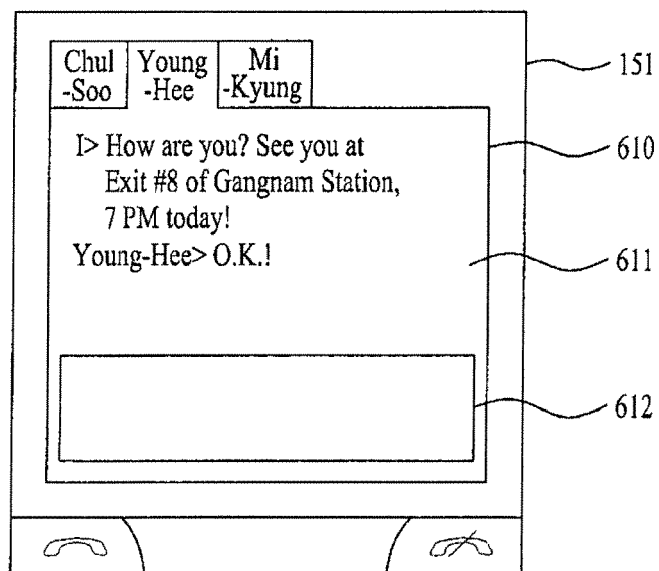 Chul
-Soo
Young
-Hee
Mi
-Kyung
151
I> How are you? See you at
610
Exit #8 of Gangnam Station,
7 PM today!
Young-Hee> O.K.!
611
612